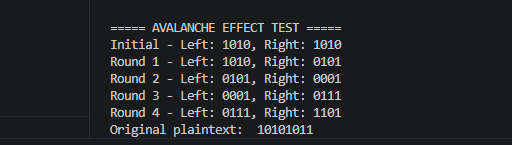 ===== AVALANCHE EFFECT TEST =====
Initial - Left: 1010, Right: 1010
Round 1 - Left: 1010, Right: 0101
Round 2 - Left: 0101, Right: 0001
Round 3 - Left: 0001, Right: 0111
Round 4 - Left: 0111, Right: 1101
Original plaintext:  10101011